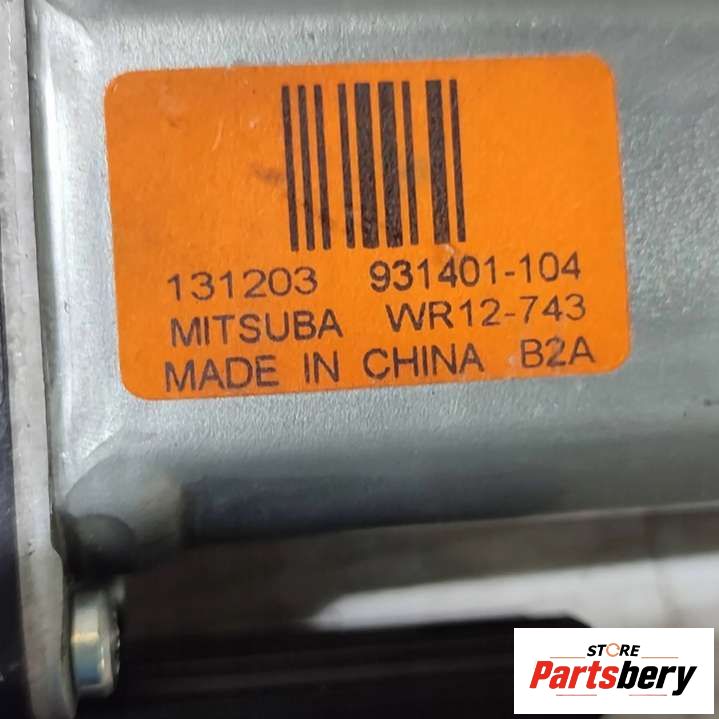 131203 931401-104
MITSUBA WR12-743
MADE IN CHINA B2A
STORE
Partsbery